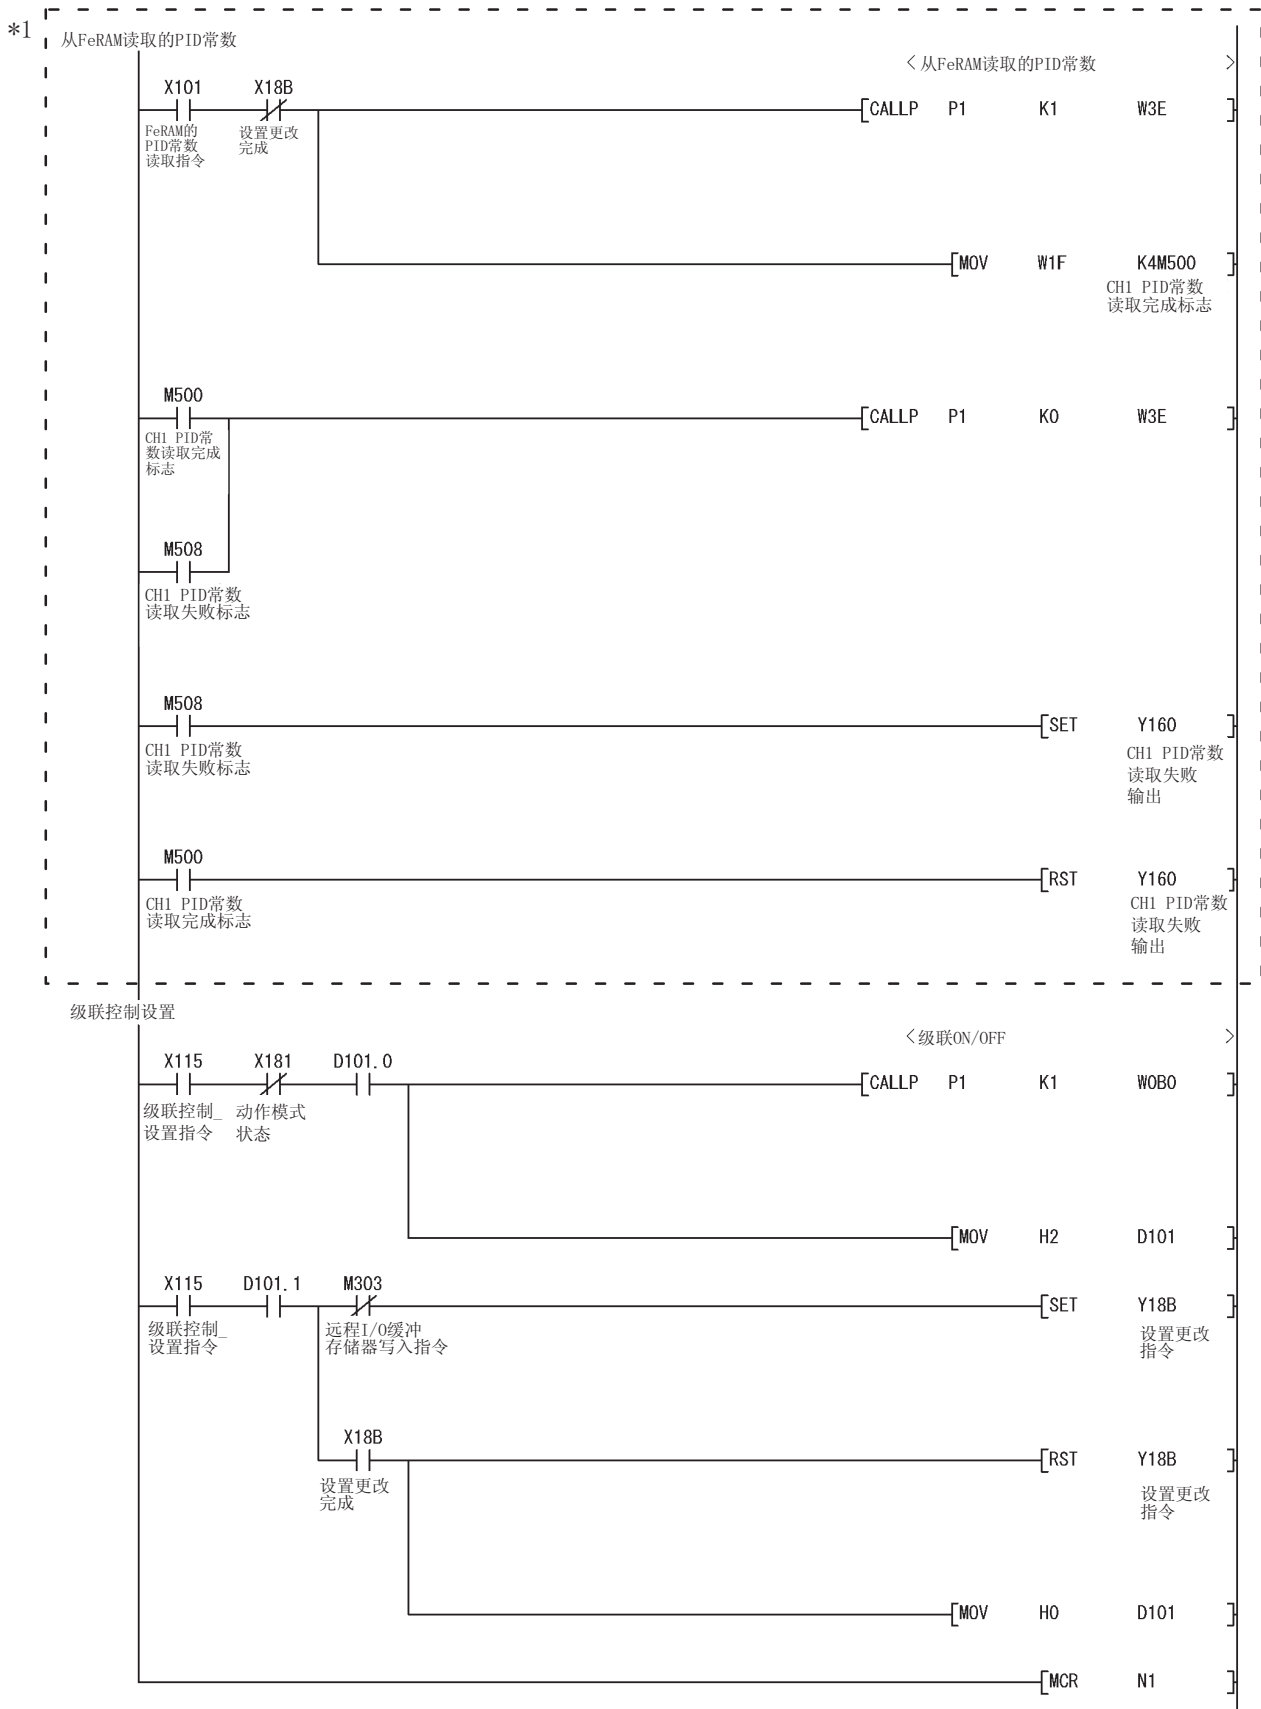 *1
从FeRAM读取的PID常数
<从FeRAM读取的PID常数 >
X101 X18B
[CALLP P1 K1 W3E ]
FeRAM的
PID常数
读取指令
设置更改
完成
[MOV W1F K4M500 ]
CH1 PID常数
读取完成标志
M500
[CALLP P1 K0 W3E ]
CH1 PID常
数读取完成
标志
M508
CH1 PID常数
读取失败标志
M508
[SET Y160 ]
CH1 PID常数
读取失败标志
CH1 PID常数
读取失败
输出
M500
[RST Y160 ]
CH1 PID常数
读取完成标志
CH1 PID常数
读取失败
输出
级联控制设置
<级联ON/OFF >
X115 X181 D101.0
[CALLP P1 K1 W0B0 ]
级联控制_
设置指令
动作模式
状态
[MOV H2 D101 ]
X115 D101.1 M303
[SET Y18B ]
级联控制_
设置指令
远程I/O缓冲
存储器写入指令
设置更改
指令
X18B
[RST Y18B ]
设置更改
完成
设置更改
指令
[MOV H0 D101 ]
[MCR N1 ]